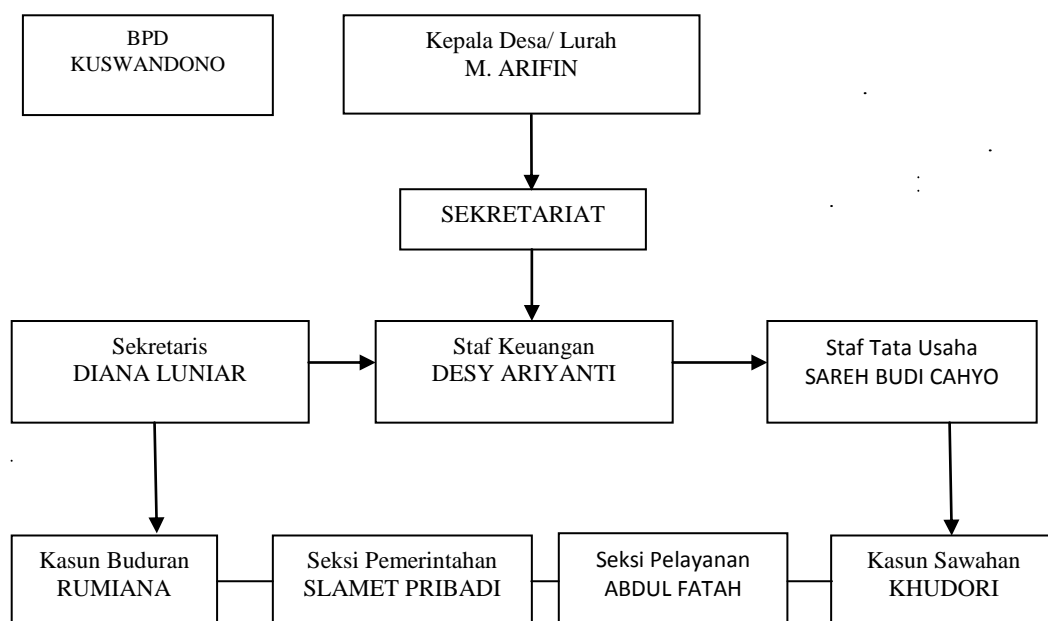 BPD
KUSWANDONO
Kepala Desa/ Lurah
M. ARIFIN
SEKRETARIAT
Sekretaris
DIANA LUNIAR
Staf Keuangan
DESY ARIYANTI
Staf Tata Usaha
SAREH BUDI CAHYO
Kasun Buduran
RUMIANA
Seksi Pemerintahan
SLAMET PRIBADI
Seksi Pelayanan
ABDUL FATAH
Kasun Sawahan
KHUDORI